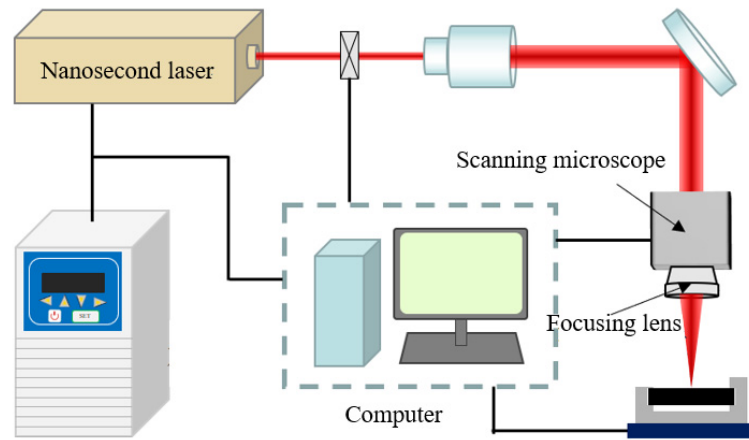 Nanosecond laser
Scanning microscope
SET
Focusing lens
Computer